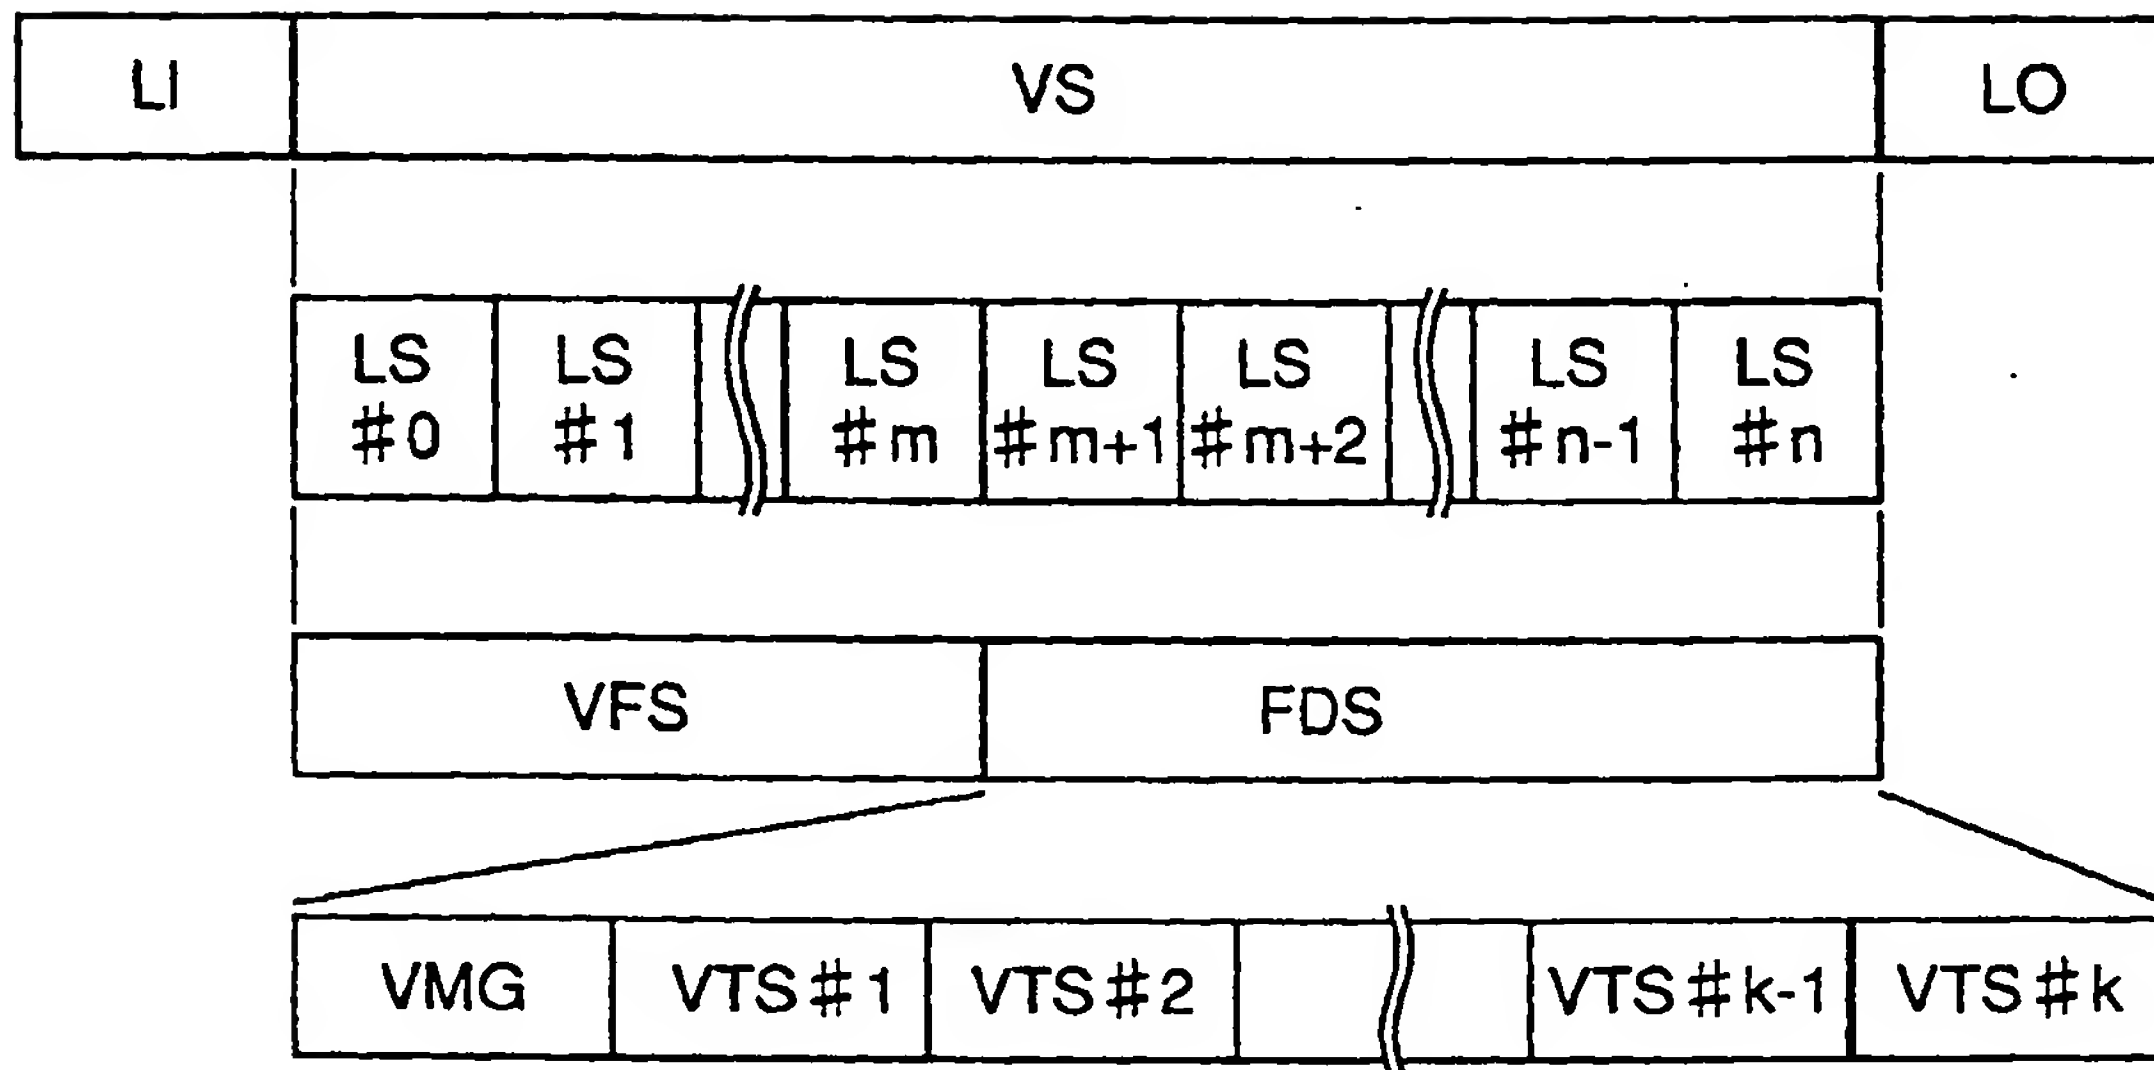 LI VS LO
LS LS LS LS LS LS LS
#0 #1 #m #m+1 #m+2 #n-1 #n
VFS FDS
VMG VTS#1 VTS#2 VTS#k-1 VTS#k